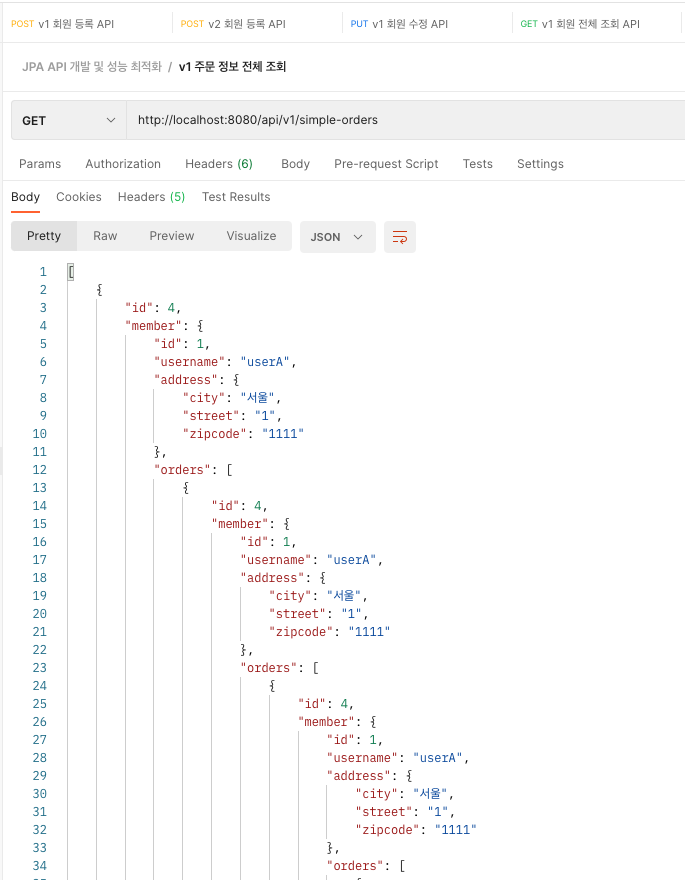 POST v1 회원 등록 API POST v2 회원 등록 API PUT v1 회원 수정 API GET v1 회원 전체 조회 API
JPA API 개발 및 성능 최적화 / v1 주문 정보 전체 조회
GET http://localhost:8080/api/v1/simple-orders
Params Authorization Headers (6) Body Pre-request Script Tests Settings
Body Cookies Headers (5) Test Results
Pretty Raw Preview Visualize JSON
1 [
2 {
3 "id": 4,
4 "member": {
5 "id": 1,
6 "username": "userA",
7 "address": {
8 "city": "서울",
9 "street": "1",
10 "zipcode": "1111"
11 },
12 "orders": [
13 {
14 "id": 4,
15 "member": {
16 "id": 1,
17 "username": "userA",
18 "address": {
19 "city": "서울",
20 "street": "1",
21 "zipcode": "1111"
22 },
23 "orders": [
24 {
25 "id": 4,
26 "member": {
27 "id": 1,
28 "username": "userA",
29 "address": {
30 "city": "서울",
31 "street": "1",
32 "zipcode": "1111"
33 },
34 "orders": [